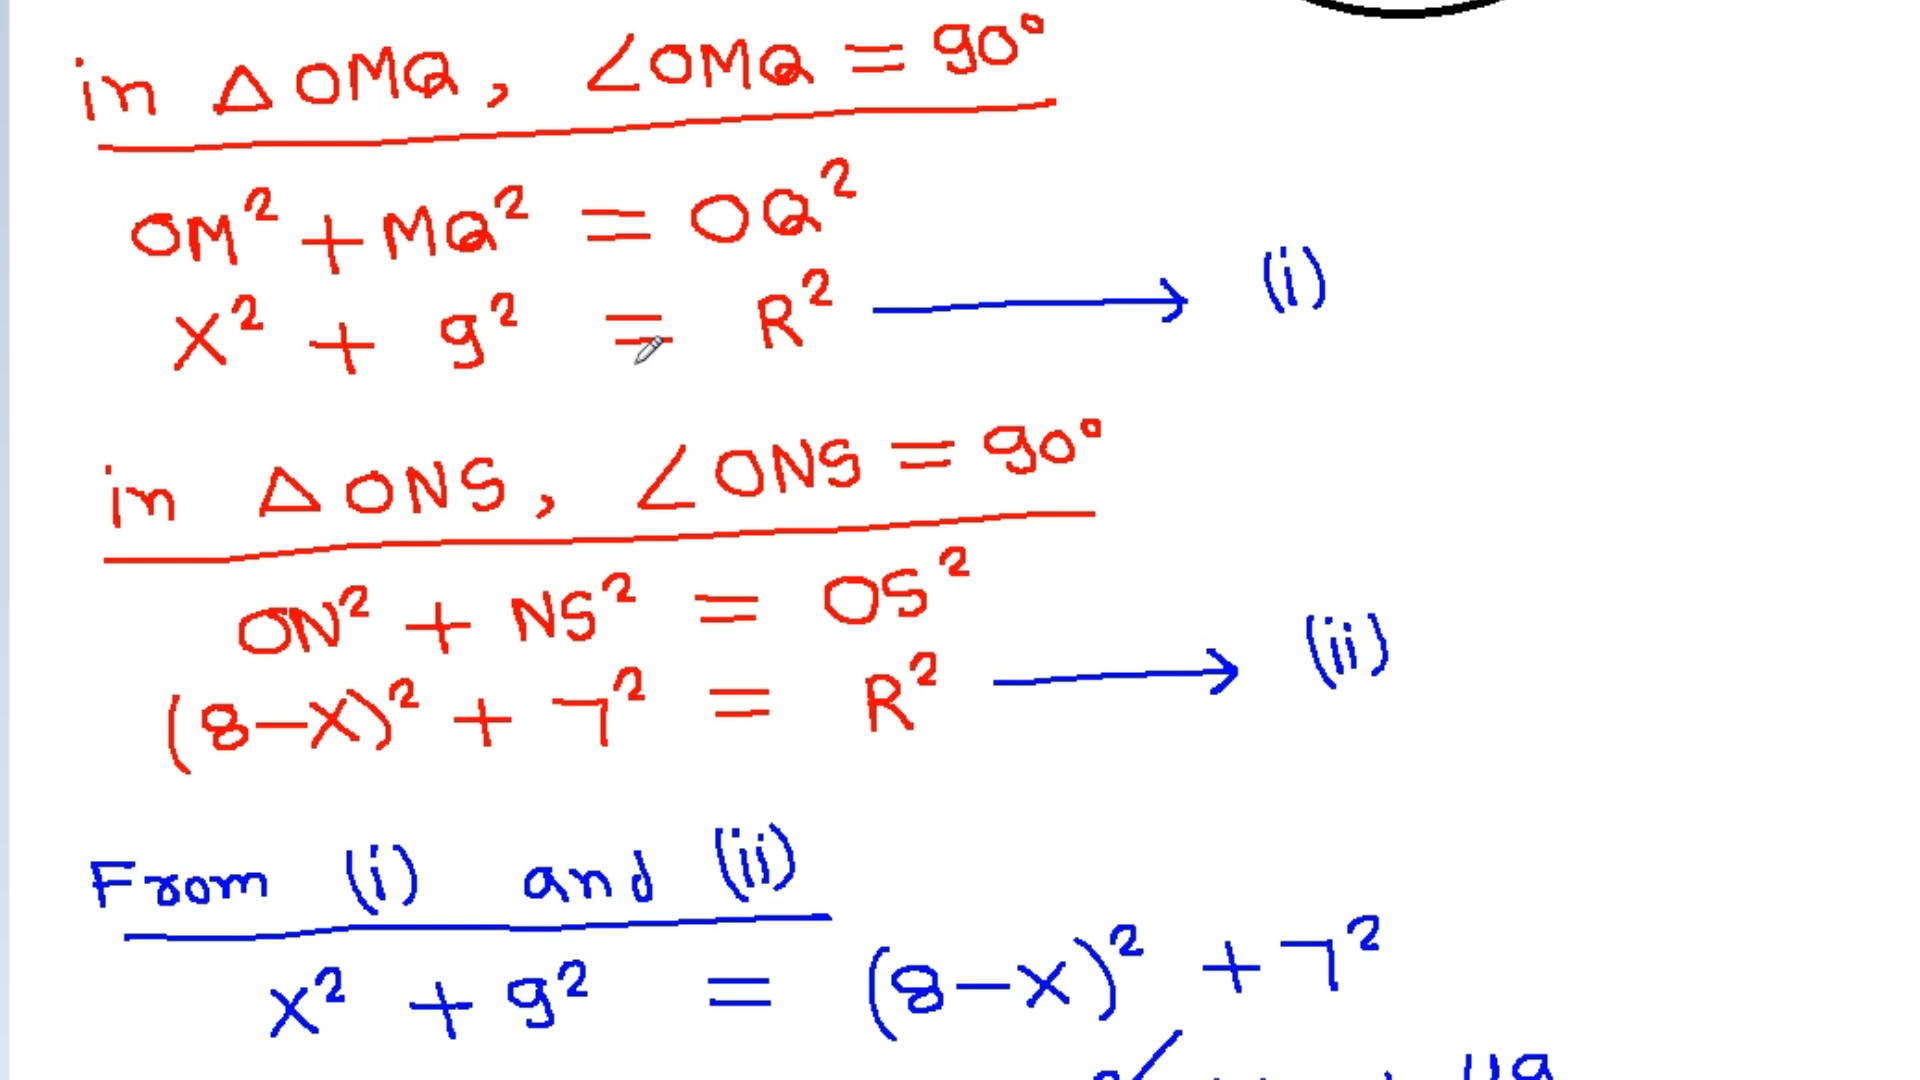 in △OMQ, ∠OMQ = 90°
OM² + MQ² = OQ²
x² + 9² = R² ⟶ (i)
in △ONS, ∠ONS = 90°
ON² + NS² = OS²
(8-x)² + 7² = R² ⟶ (ii)
From (i) and (ii)
x² + 9² = (8-x)² + 7²